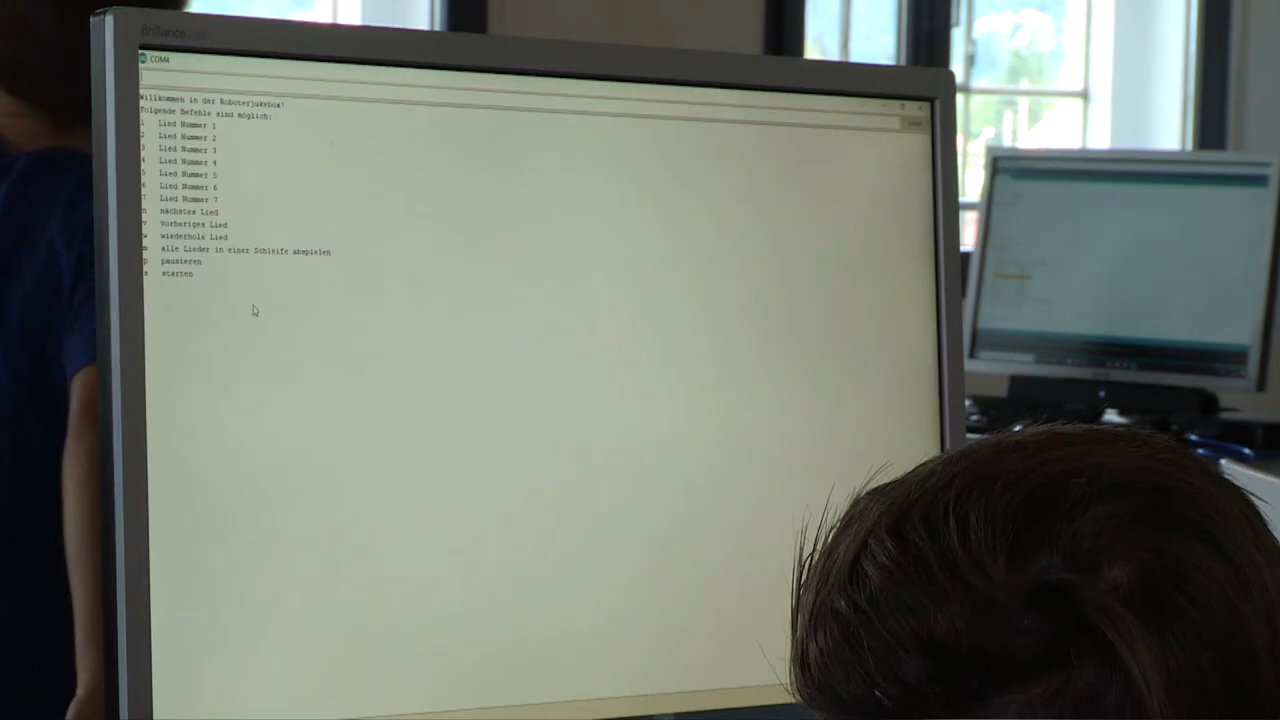 Brilliance
COM4
Willkommen in der Roboterjukebox!
Folgende Befehle sind möglich:
1 Lied Nummer 1
2 Lied Nummer 2
3 Lied Nummer 3
4 Lied Nummer 4
5 Lied Nummer 5
6 Lied Nummer 6
7 Lied Nummer 7
n nächstes Lied
v vorheriges Lied
w wiederhole Lied
m alle Lieder in einer Schleife abspielen
p pausieren
s starten